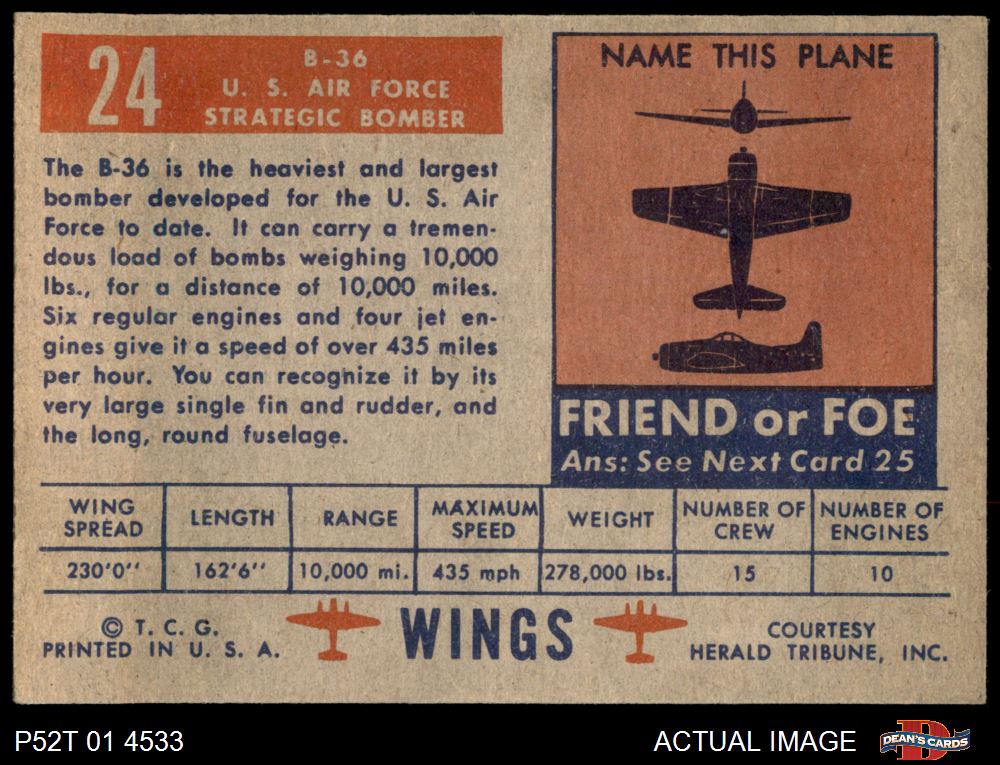 24
B-36
U. S. AIR FORCE
STRATEGIC BOMBER
The B-36 is the heaviest and largest
bomber developed for the U. S. Air
Force to date. It can carry a tremen-
dous load of bombs weighing 10,000
lbs., for a distance of 10,000 miles.
Six regular engines and four jet en-
gines give it a speed of over 435 miles
per hour. You can recognize it by its
very large single fin and rudder, and
the long, round fuselage.
NAME THIS PLANE
FRIEND or FOE
Ans: See Next Card 25
WING SPREAD LENGTH RANGE MAXIMUM SPEED WEIGHT NUMBER OF CREW NUMBER OF ENGINES
230'0'' 162'6'' 10,000 mi. 435 mph 278,000 lbs. 15 10
© T. C. G.
PRINTED IN U. S. A.
WINGS
COURTESY
HERALD TRIBUNE, INC.
P52T 01 4533
ACTUAL IMAGE
D
DEAN'S CARDS